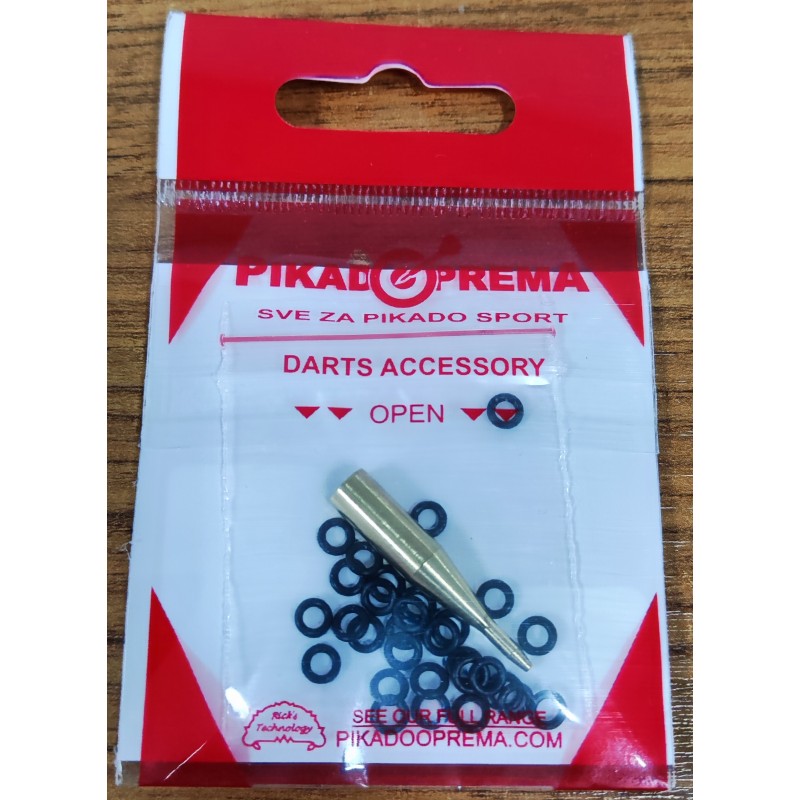 PIKADOOPREMA
SVE ZA PIKADO SPORT
DARTS ACCESSORY
OPEN
Rick's
Technology
SEE OUR FULL RANGE
PIKADOOPREMA.COM